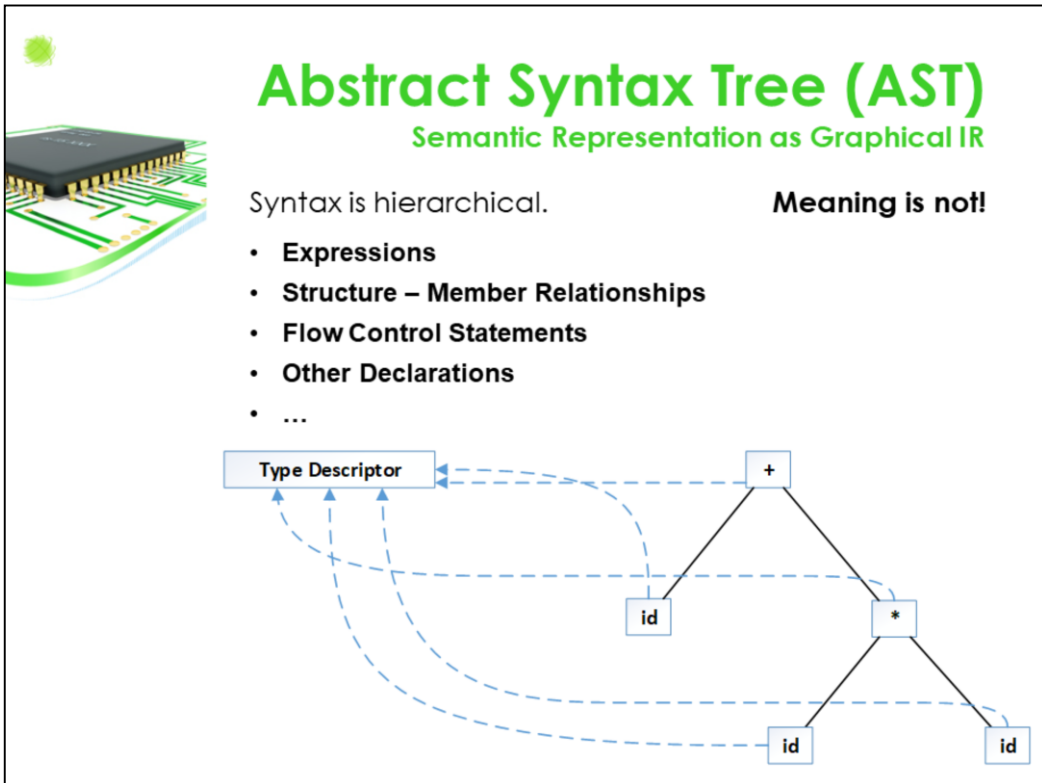 Abstract Syntax Tree (AST)
Semantic Representation as Graphical IR
Syntax is hierarchical. Meaning is not!
• Expressions
• Structure – Member Relationships
• Flow Control Statements
• Other Declarations
• ...
Type Descriptor
+
id
*
id
id